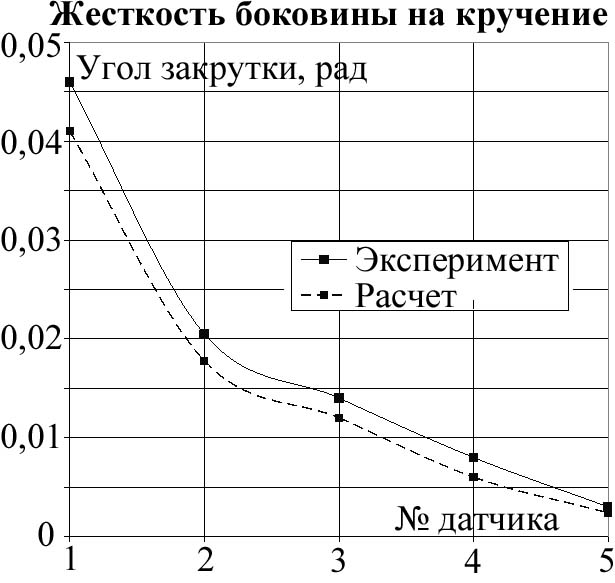 Жесткость боковины на кручение
0,05
Угол закрутки, рад
0,04
0,03
Эксперимент
Расчет
0,02
0,01
№ датчика
0
1 2 3 4 5